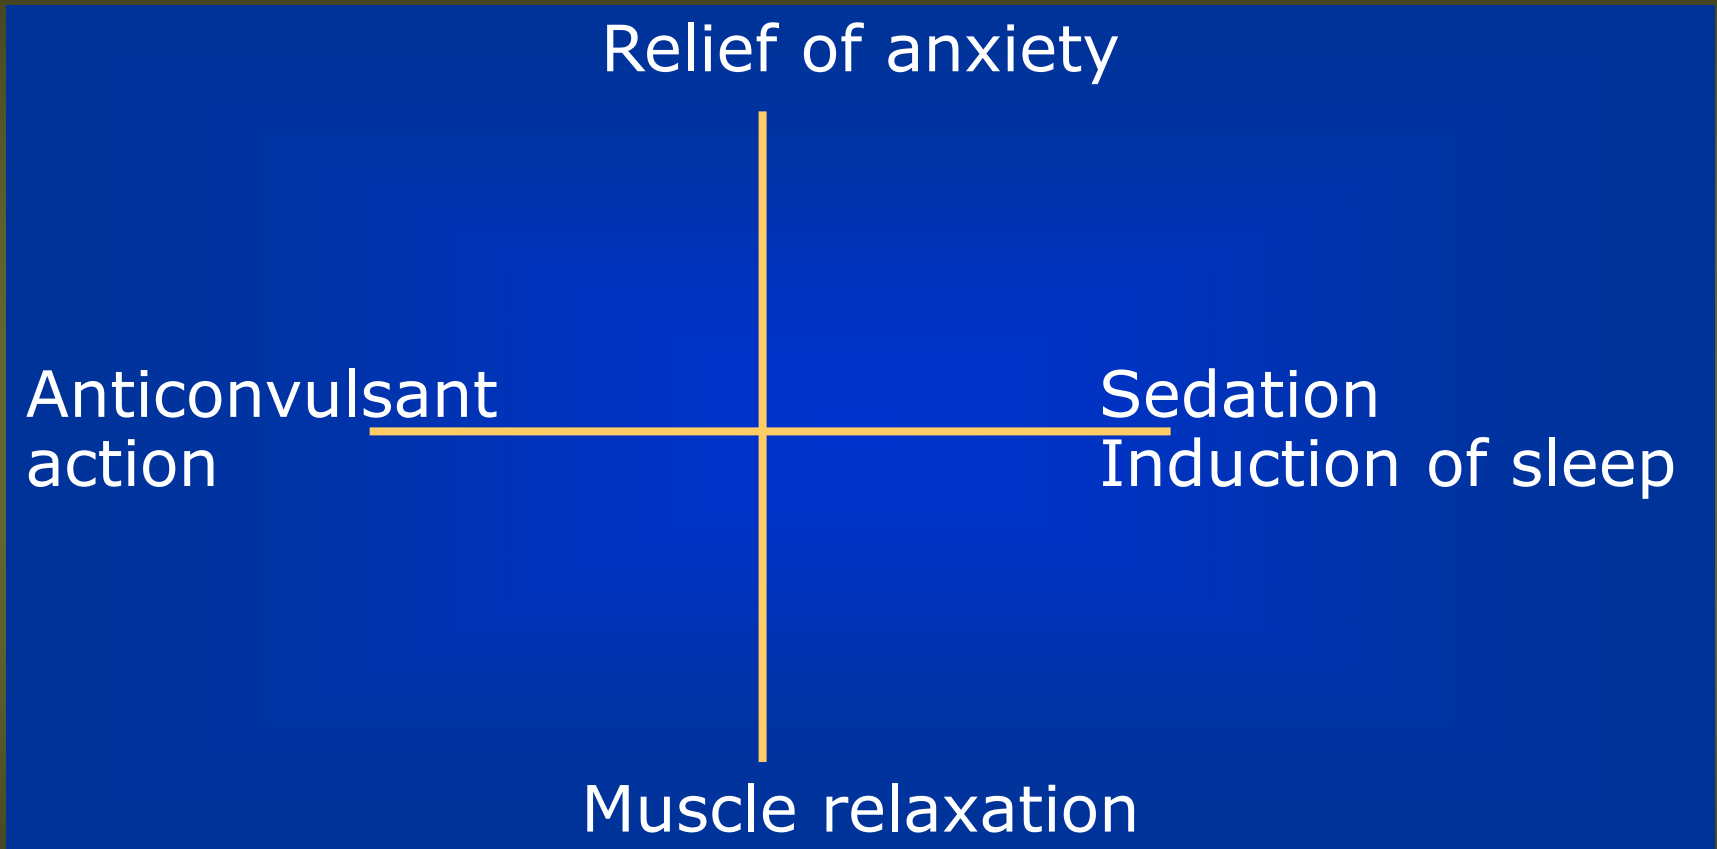 Relief of anxiety
Anticonvulsant
action
Sedation
Induction of sleep
Muscle relaxation